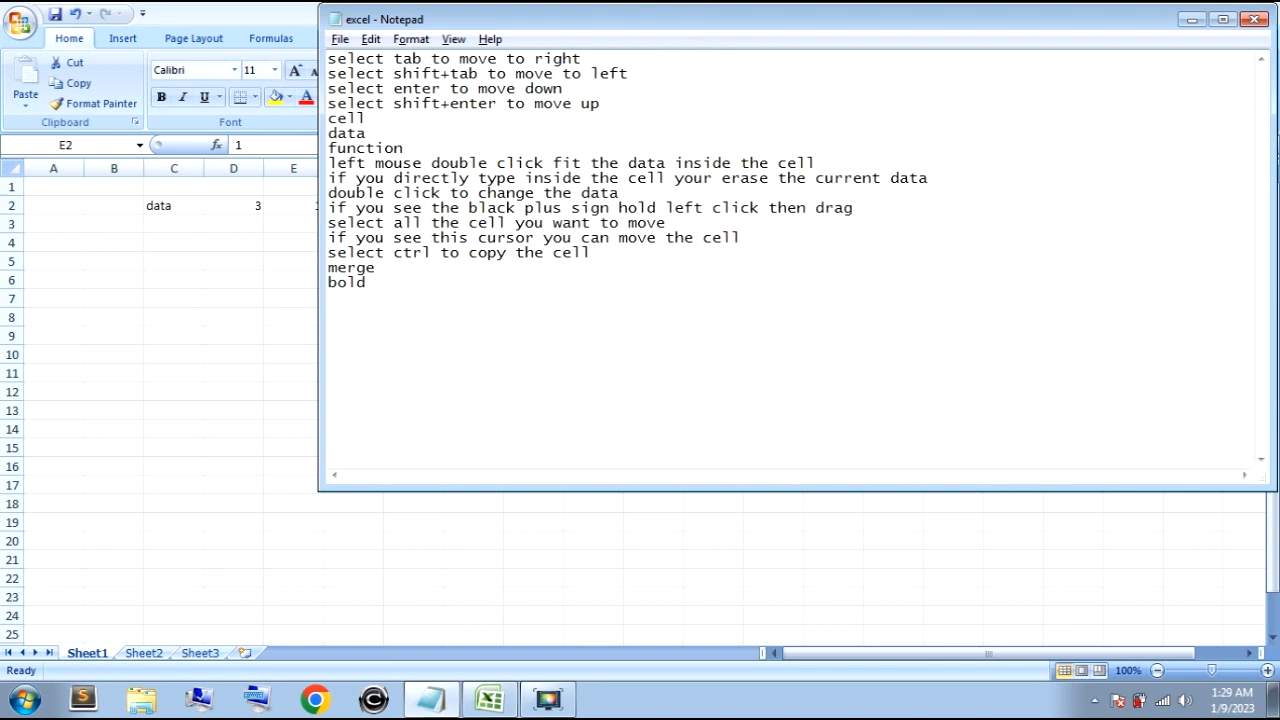 excel - Notepad
Home Insert Page Layout Formulas
File Edit Format View Help
Paste
Cut
Copy
Format Painter
Clipboard
Calibri 11 A A
B I U A
Font
E2 fx 1
A B C D E
1
2 data 3
3
4
5
6
7
8
9
10
11
12
13
14
15
16
17
18
19
20
21
22
23
24
25
select tab to move to right
select shift+tab to move to left
select enter to move down
select shift+enter to move up
cell
data
function
left mouse double click fit the data inside the cell
if you directly type inside the cell your erase the current data
double click to change the data
if you see the black plus sign hold left click then drag
select all the cell you want to move
if you see this cursor you can move the cell
select ctrl to copy the cell
merge
bold
Sheet1 Sheet2 Sheet3
Ready
100%
1:29 AM
1/9/2023